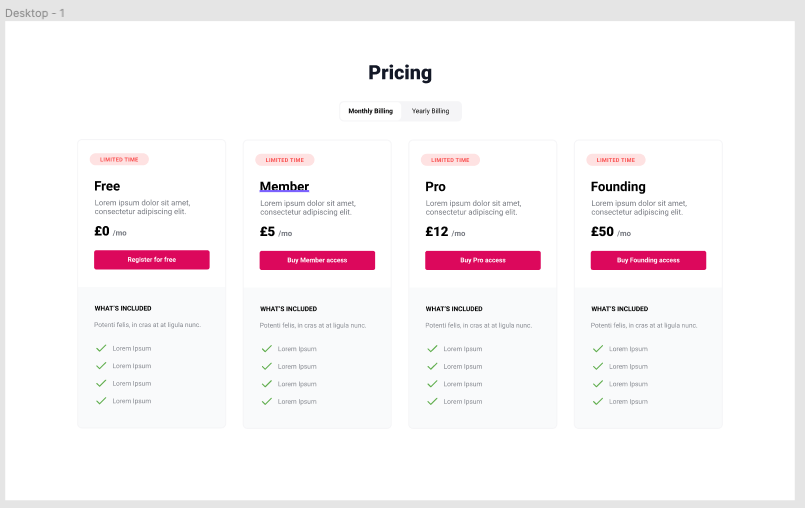 Desktop - 1
Pricing
Monthly Billing Yearly Billing
LIMITED TIME
Free
Lorem ipsum dolor sit amet,
consectetur adipiscing elit.
£0 /mo
Register for free
WHAT'S INCLUDED
Potenti felis, in cras at at ligula nunc.
Lorem Ipsum
Lorem Ipsum
Lorem Ipsum
Lorem Ipsum
LIMITED TIME
Member
Lorem ipsum dolor sit amet,
consectetur adipiscing elit.
£5 /mo
Buy Member access
WHAT'S INCLUDED
Potenti felis, in cras at at ligula nunc.
Lorem Ipsum
Lorem Ipsum
Lorem Ipsum
Lorem Ipsum
LIMITED TIME
Pro
Lorem ipsum dolor sit amet,
consectetur adipiscing elit.
£12 /mo
Buy Pro access
WHAT'S INCLUDED
Potenti felis, in cras at at ligula nunc.
Lorem Ipsum
Lorem Ipsum
Lorem Ipsum
Lorem Ipsum
LIMITED TIME
Founding
Lorem ipsum dolor sit amet,
consectetur adipiscing elit.
£50 /mo
Buy Founding access
WHAT'S INCLUDED
Potenti felis, in cras at at ligula nunc.
Lorem Ipsum
Lorem Ipsum
Lorem Ipsum
Lorem Ipsum